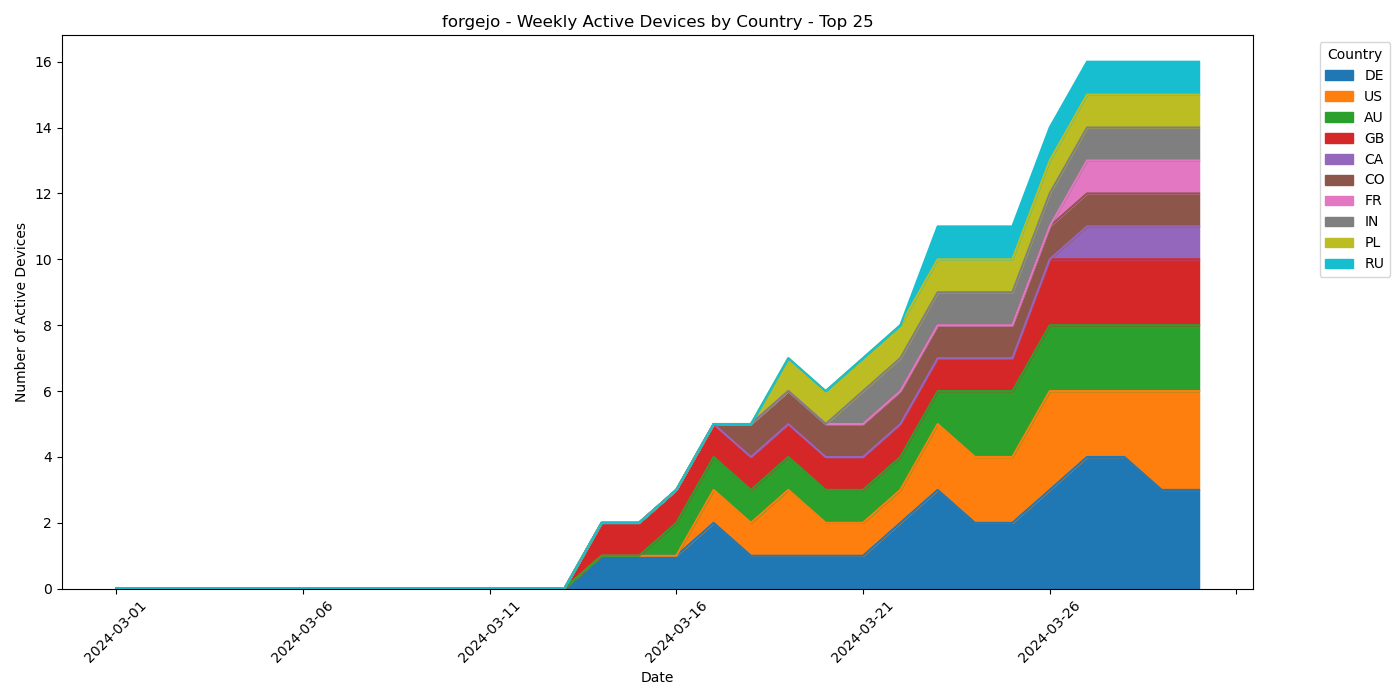 forgejo - Weekly Active Devices by Country - Top 25
Number of Active Devices
16
14
12
10
8
6
4
2
0
2024-03-01
2024-03-06
2024-03-11
2024-03-16
2024-03-21
2024-03-26
Date
Country
DE
US
AU
GB
CA
CO
FR
IN
PL
RU